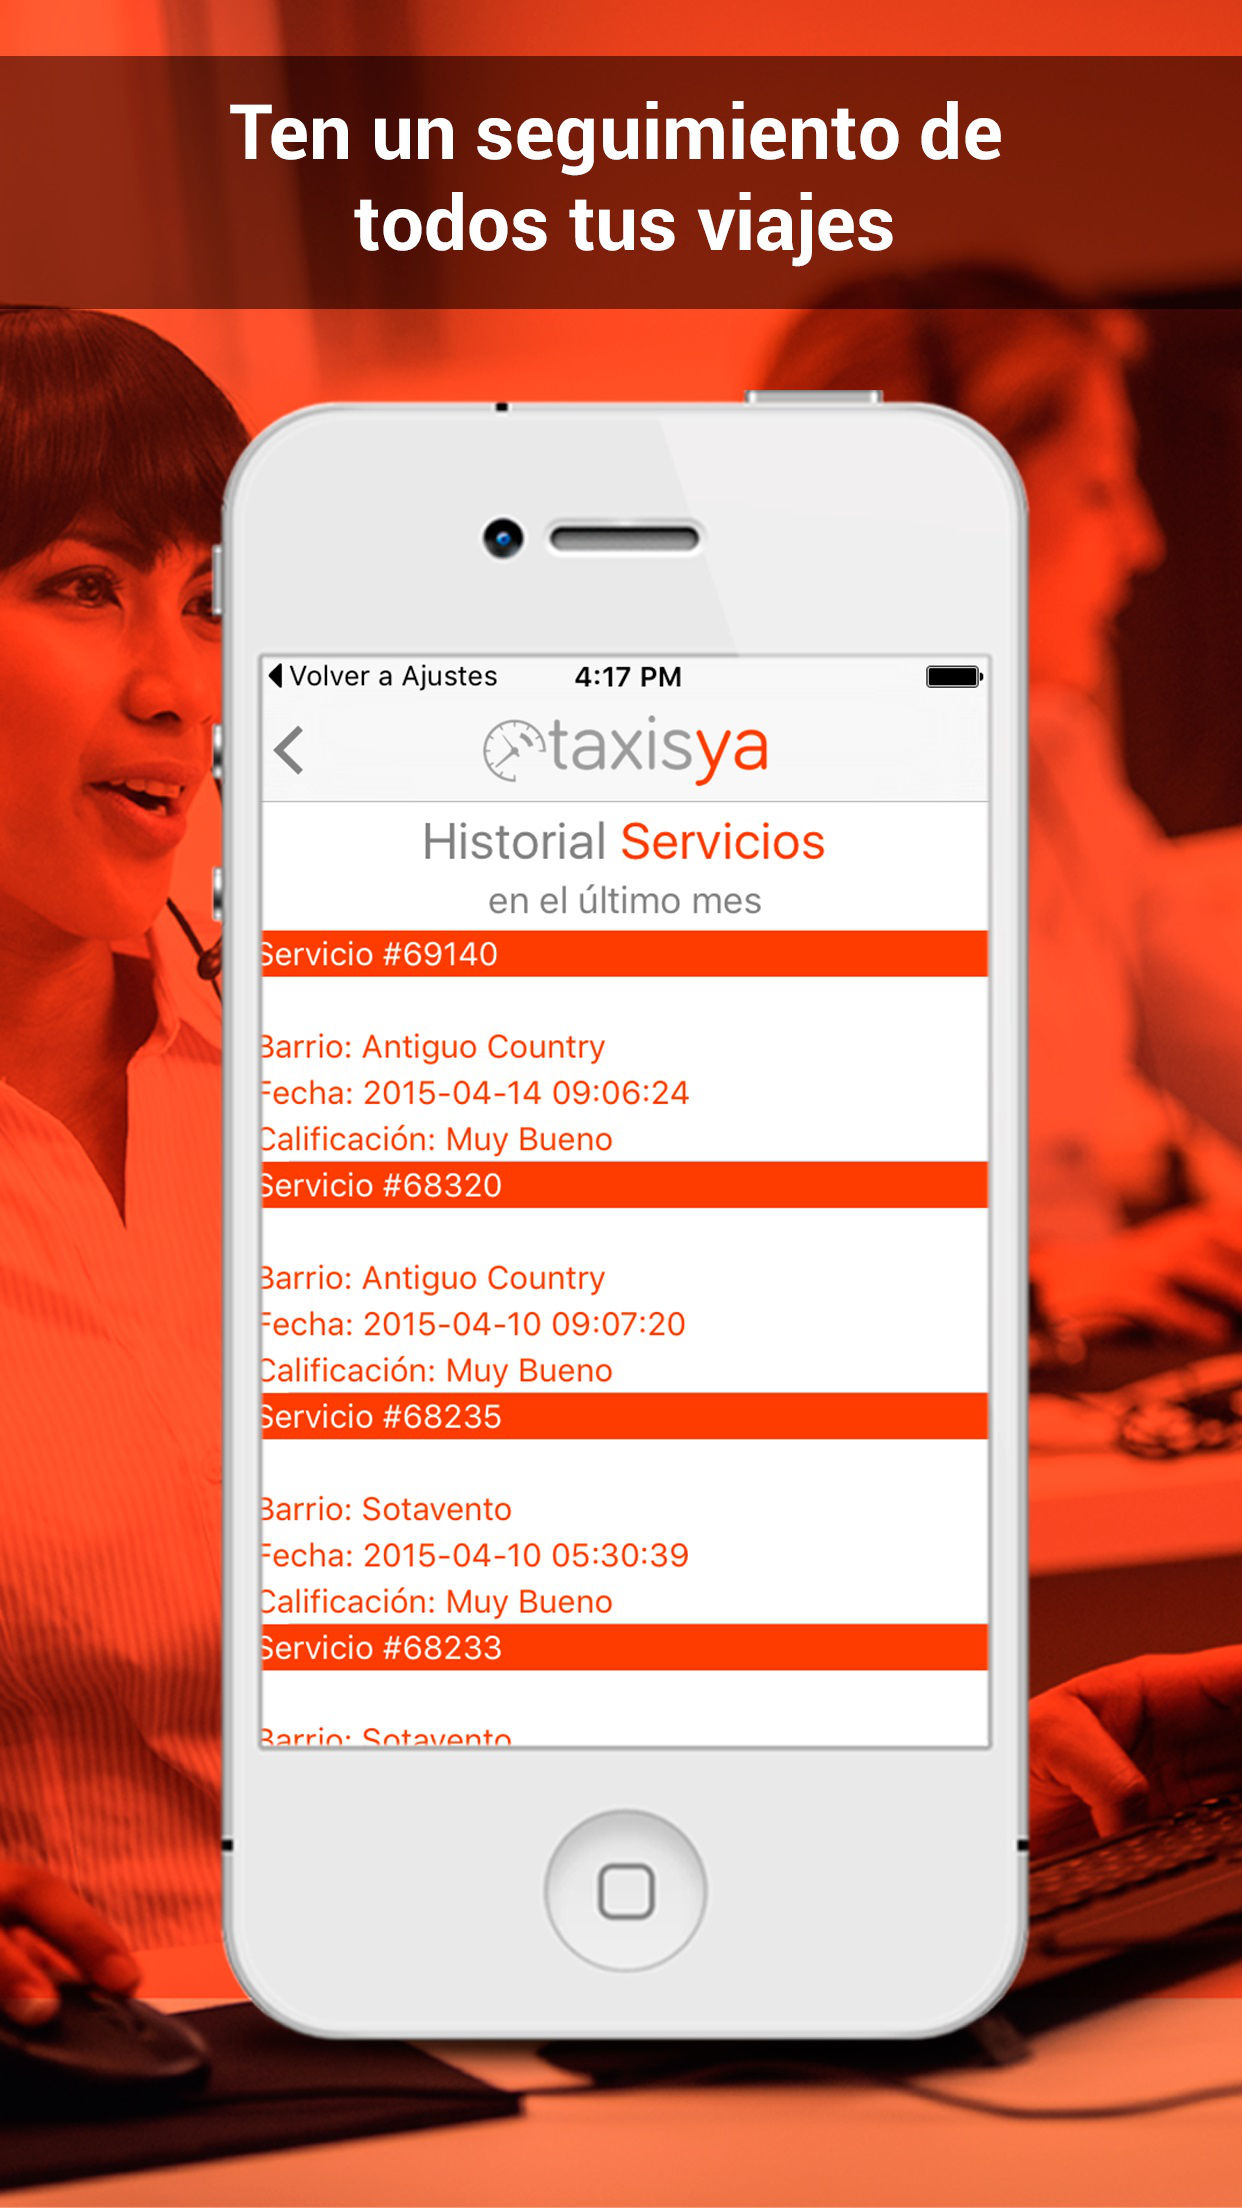 Ten un seguimiento de
todos tus viajes
Volver a Ajustes 4:17 PM
taxisya
Historial Servicios
en el último mes
Servicio #69140
Barrio: Antiguo Country
Fecha: 2015-04-14 09:06:24
Calificación: Muy Bueno
Servicio #68320
Barrio: Antiguo Country
Fecha: 2015-04-10 09:07:20
Calificación: Muy Bueno
Servicio #68235
Barrio: Sotavento
Fecha: 2015-04-10 05:30:39
Calificación: Muy Bueno
Servicio #68233
Barrio: Sotavento